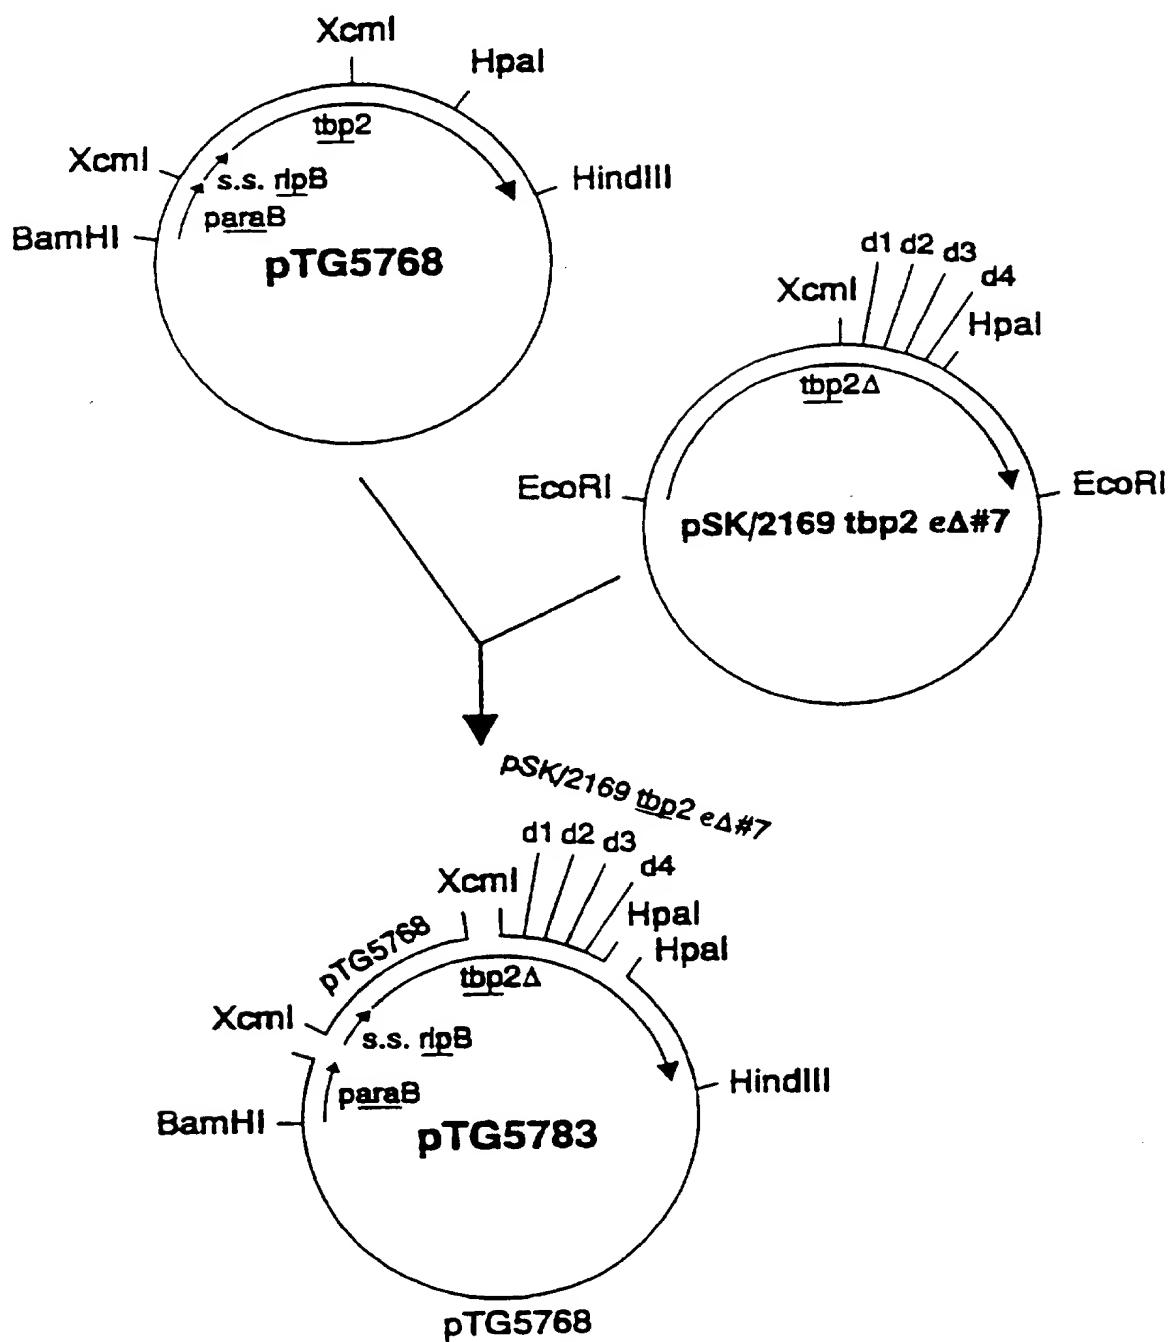 XcmI
HpaI
tbp2
XcmI
s.s. rlpB
HindIII
paraB
BamHI
pTG5768
d1
d2
d3
d4
XcmI
HpaI
tbp2Δ
EcoRI
EcoRI
pSK/2169 tbp2 eΔ#7
pSK/2169 tbp2 eΔ#7
d1
d2
d3
d4
XcmI
HpaI
HpaI
pTG5768
tbp2Δ
XcmI
s.s. rlpB
HindIII
paraB
BamHI
pTG5783
pTG5768